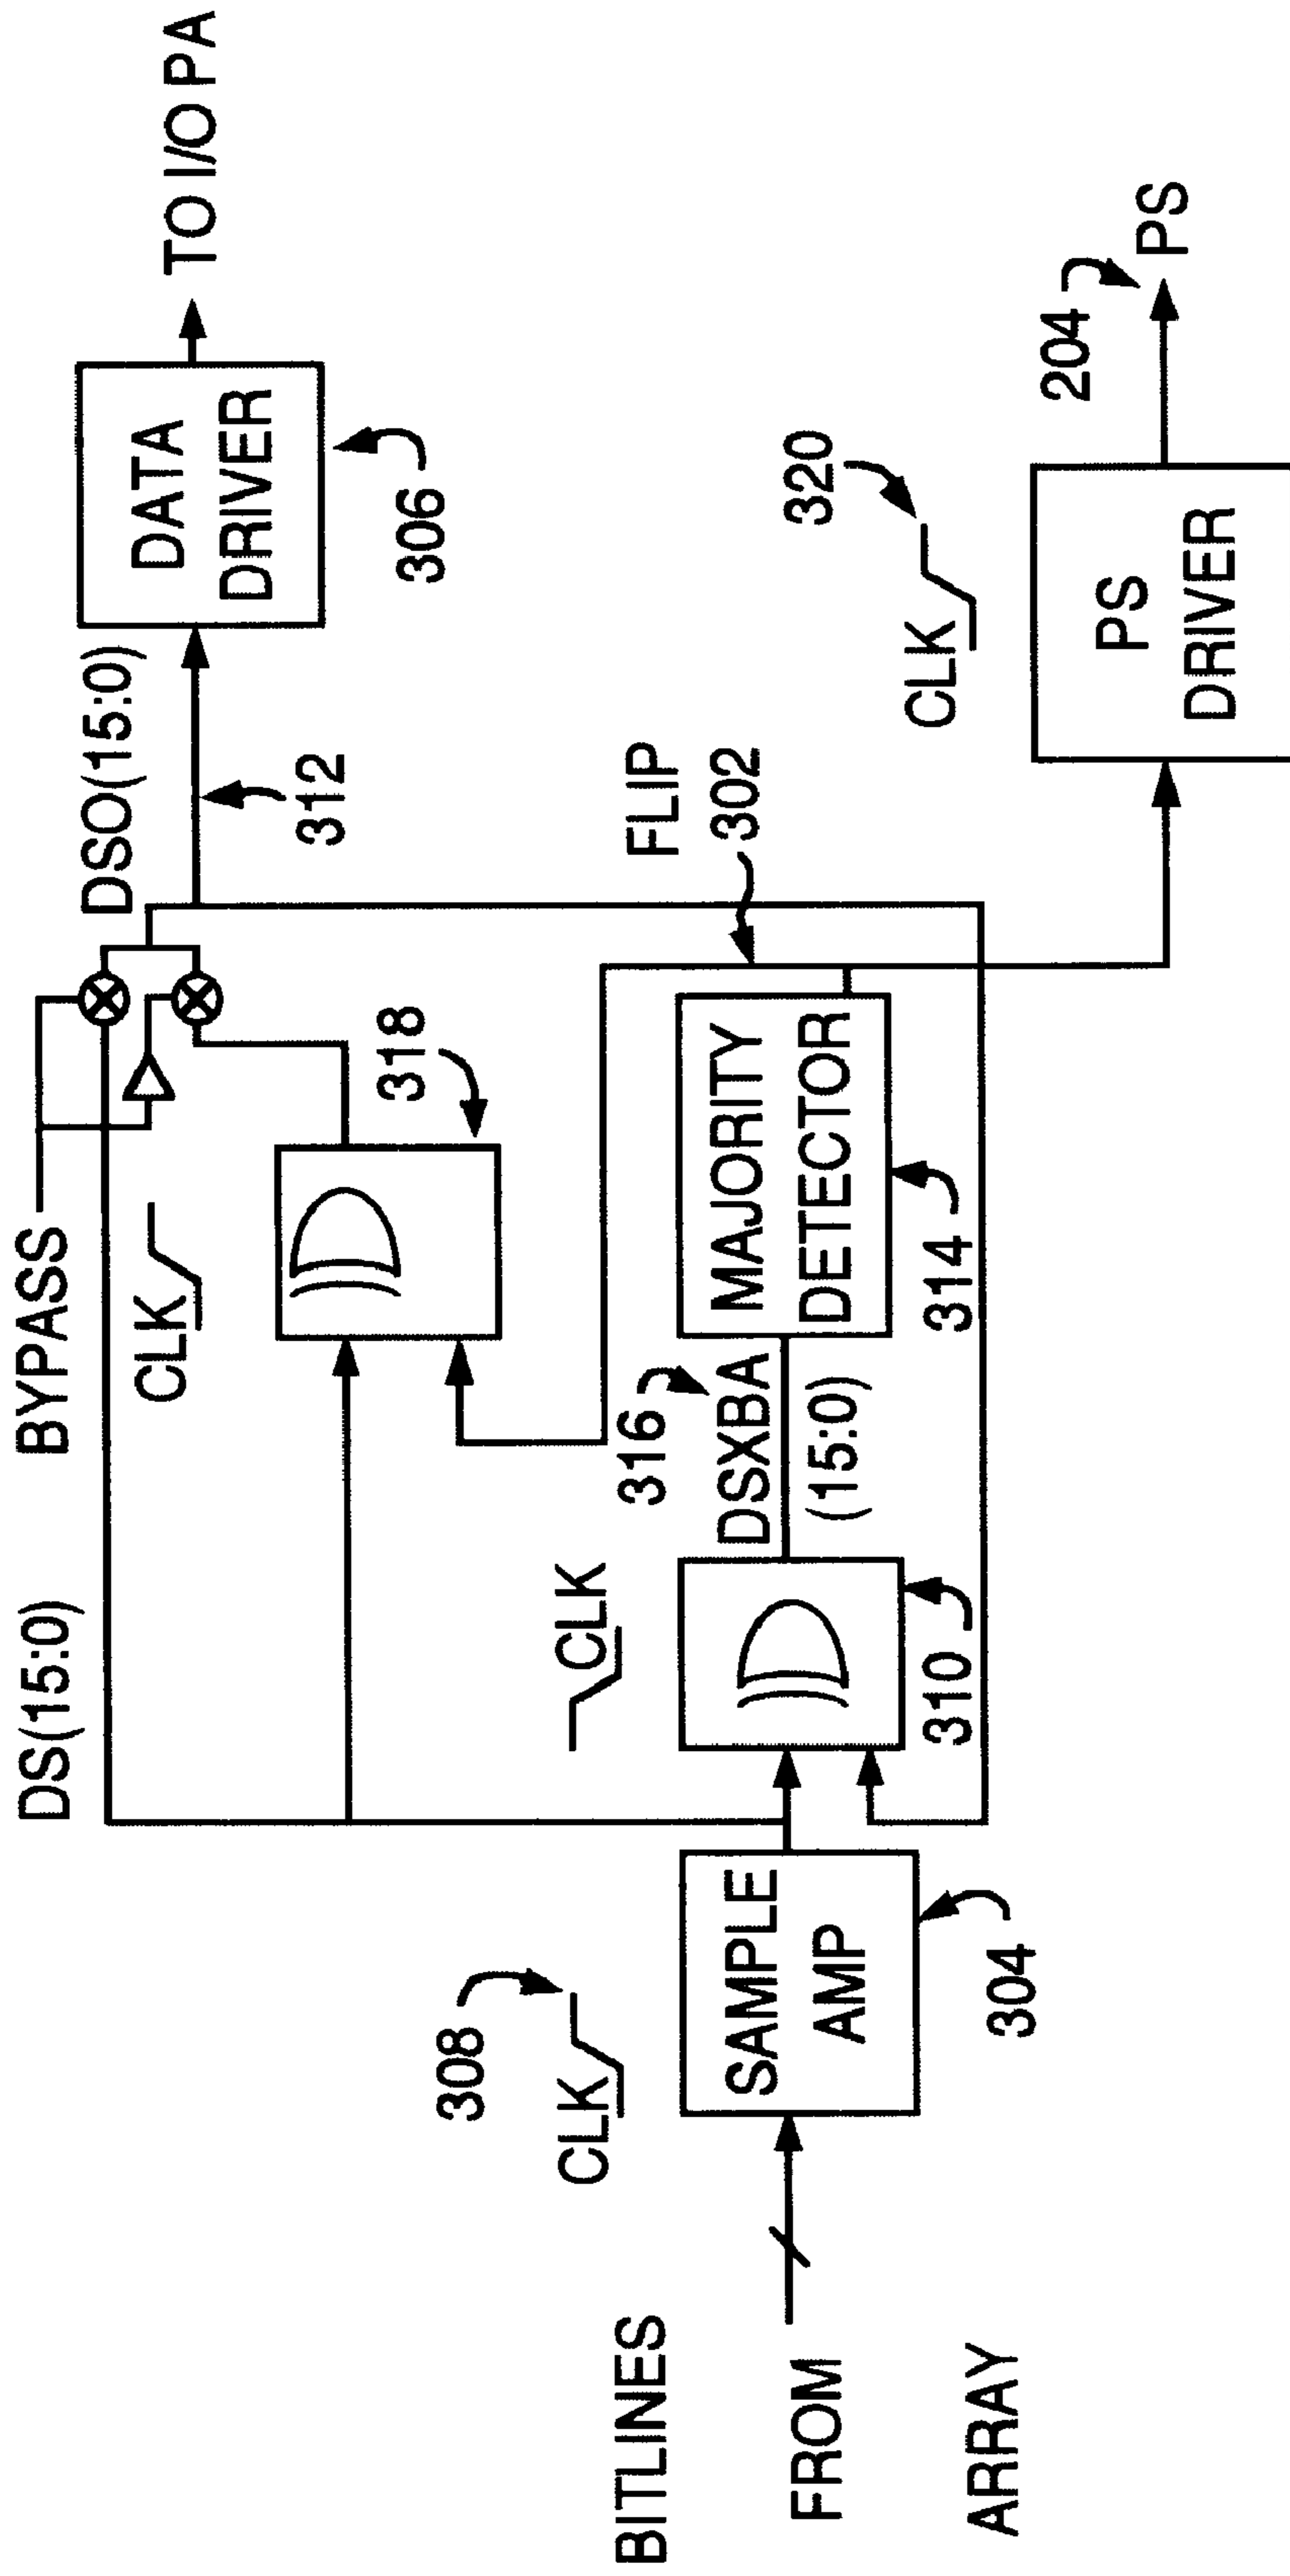 DS(15:0)
BYPASS
DSO(15:0)
TO I/O PA
CLK
DATA
DRIVER
306
312
318
308
CLK
CLK
316
DSXBA
(15:0)
FLIP
302
320
CLK
204
PS
BITLINES
FROM
ARRAY
SAMPLE
AMP
304
310
MAJORITY
DETECTOR
314
PS
DRIVER